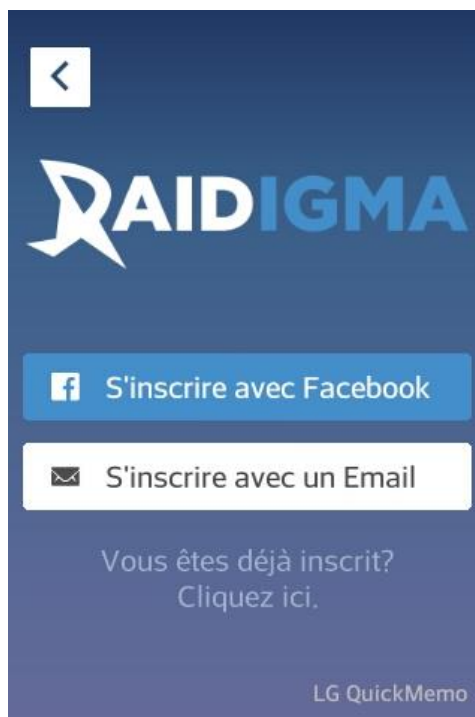 RAIDIGMA
S'inscrire avec Facebook
S'inscrire avec un Email
Vous êtes déjà inscrit?
Cliquez ici.
LG QuickMemo